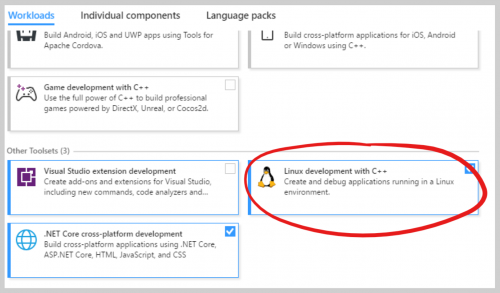 Workloads Individual components Language packs
Build Android, iOS and UWP apps using Tools for
Apache Cordova.
Build cross-platform applications for iOS, Android
or Windows using C++.
Game development with C++
Use the full power of C++ to build professional
games powered by DirectX, Unreal, or Cocos2d.
Other Toolsets (3)
Visual Studio extension development
Create add-ons and extensions for Visual Studio,
including new commands, code analyzers and...
Linux development with C++
Create and debug applications running in a Linux
environment.
.NET Core cross-platform development
Build cross-platform applications using .NET Core,
ASP.NET Core, HTML, JavaScript, and CSS